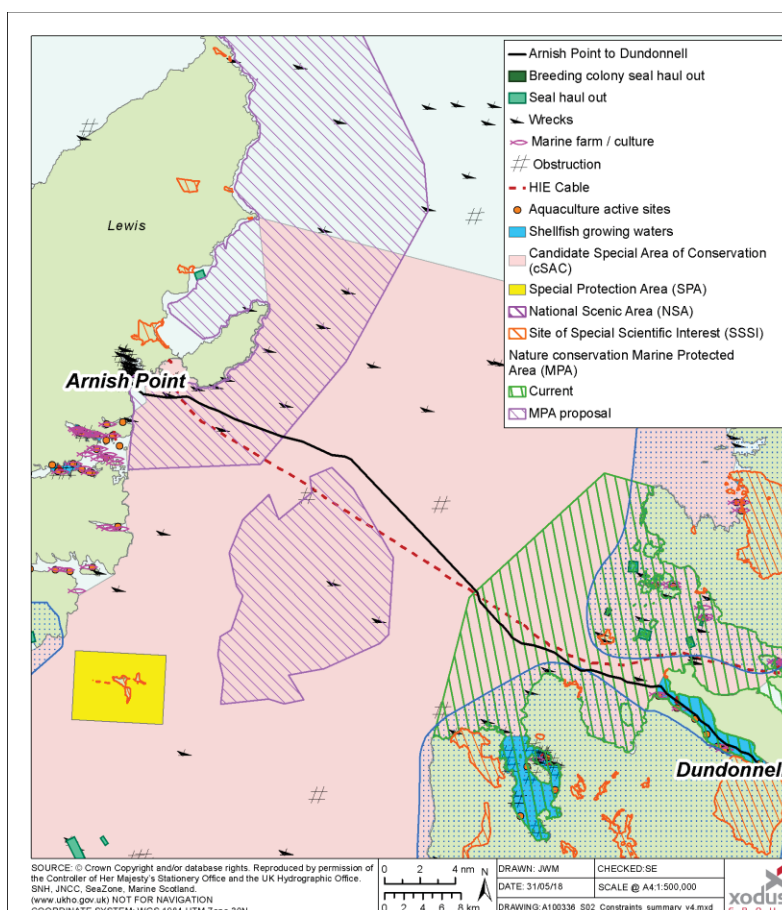 Arnish Point to Dundonnell
Breeding colony seal haul out
Seal haul out
Wrecks
Marine farm / culture
Obstruction
HIE Cable
Aquaculture active sites
Shellfish growing waters
Candidate Special Area of Conservation
(cSAC)
Special Protection Area (SPA)
National Scenic Area (NSA)
Site of Special Scientific Interest (SSSI)
Nature conservation Marine Protected
Area (MPA)
Current
MPA proposal
Lewis
Arnish Point
Dundonnell
SOURCE: © Crown Copyright and/or database rights. Reproduced by permission of
the Controller of Her Majesty's Stationery Office and the UK Hydrographic Office.
SNH, JNCC, SeaZone, Marine Scotland.
(www.ukho.gov.uk) NOT FOR NAVIGATION
0 2 4 nm N
0 2 4 8 km
DRAWN: JWM
CHECKED:SE
DATE: 31/05/18
SCALE @ A4:1:500,000
DRAWING:A100336_S02_Constraints_summary_v4.mxd
xodus